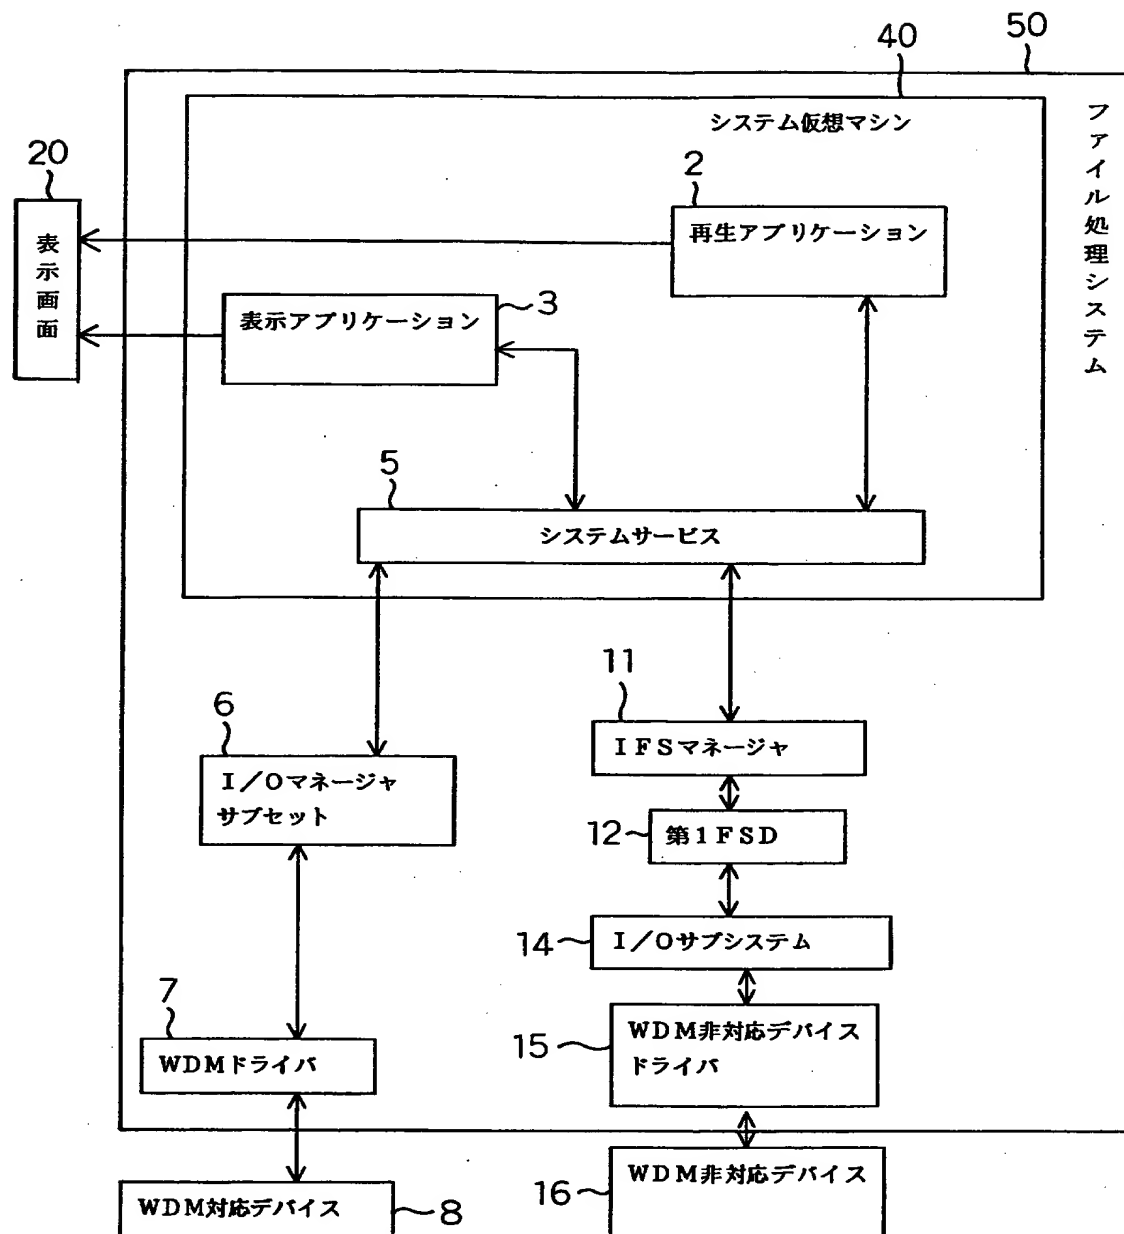 50
40
ファイル処理システム
システム仮想マシン
20
表示画面
2
再生アプリケーション
3
表示アプリケーション
5
システムサービス
11
IFSマネージャ
6
I/Oマネージャ
サブセット
12
第1FSD
14
I/Oサブシステム
7
WDMドライバ
15
WDM非対応デバイス
ドライバ
16
WDM非対応デバイス
WDM対応デバイス
8